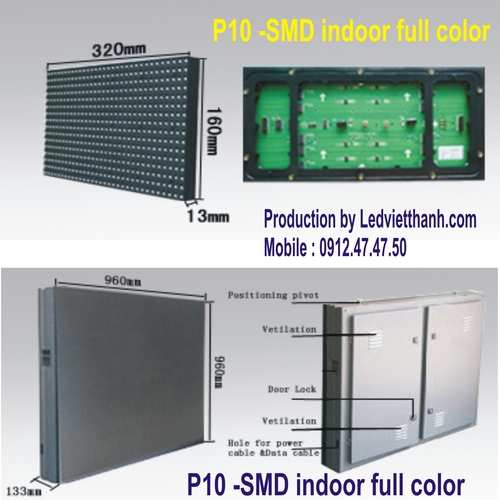 P10 -SMD indoor full color
320mm
160mm
13mm
Production by Ledvietthanh.com
Mobile : 0912.47.47.50
960mm
960mm
133mm
Positioning pivot
Vetilation
Door Lock
Vetilation
Hole for power
cable &Data cable
P10 -SMD indoor full color